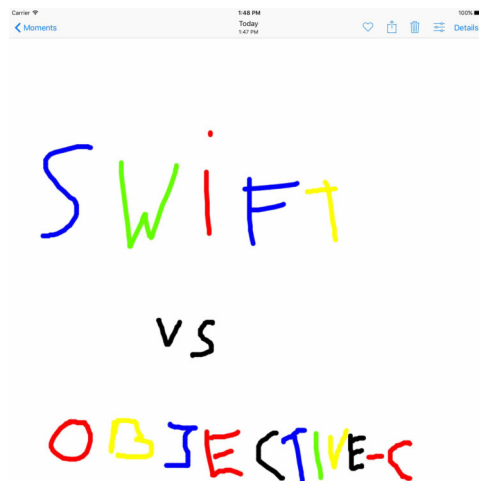 Carrier 1:48 PM 100%
Moments Today Details
1:47 PM
SWiFT
VS
OBJECTIVE-C